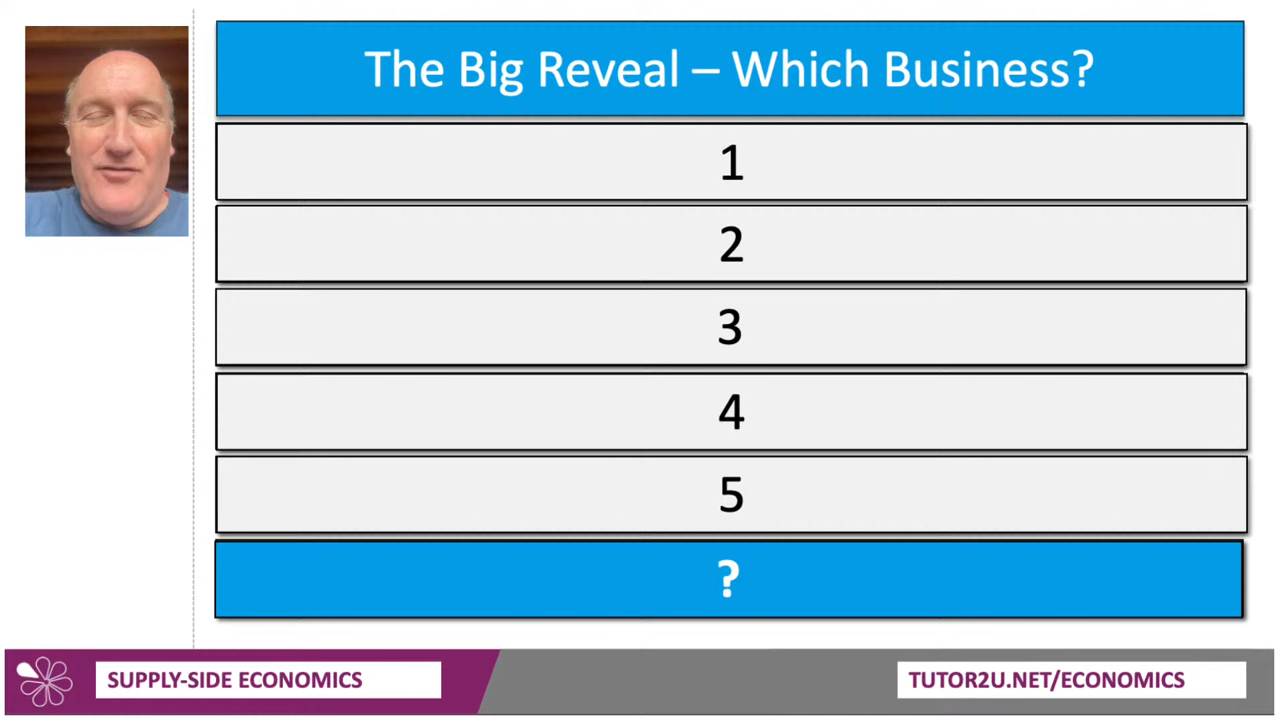 The Big Reveal – Which Business?
1
2
3
4
5
?
SUPPLY-SIDE ECONOMICS
TUTOR2U.NET/ECONOMICS